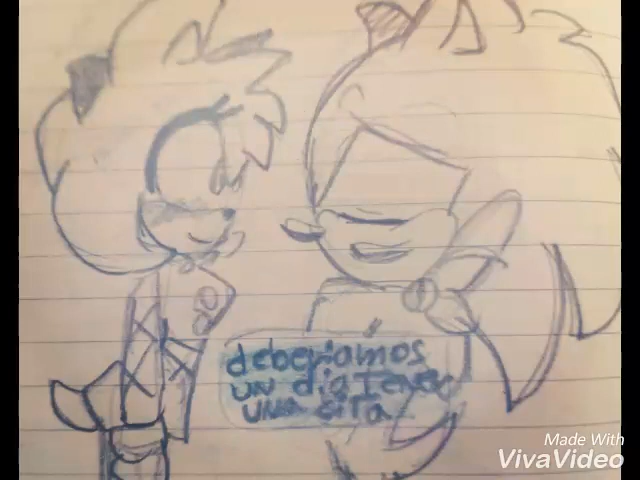 deberiamos
un dia Tener
una cita
Made With
VivaVideo